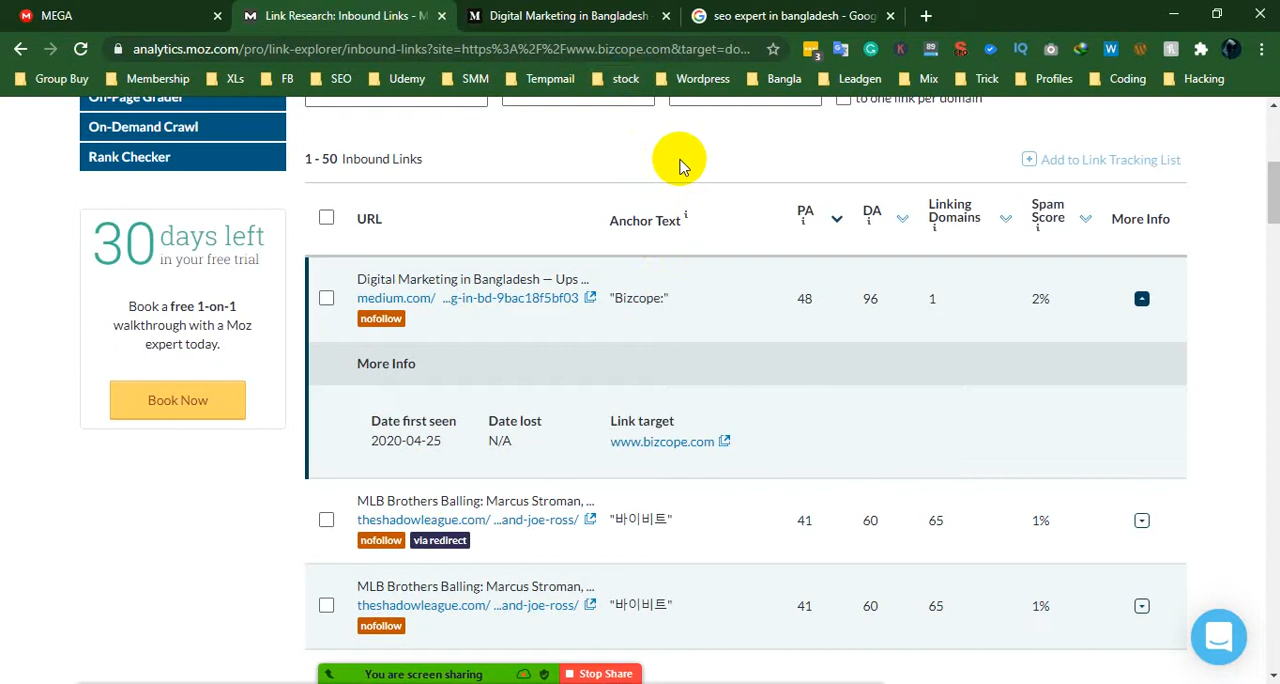 MEGA
Link Research: Inbound Links - M
Digital Marketing in Bangladesh
seo expert in bangladesh - Goog
analytics.moz.com/pro/link-explorer/inbound-links?site=https%3A%2F%2Fwww.bizcope.com&target=do...
3
89
IQ
Group Buy
Membership
XLs
FB
SEO
Udemy
SMM
Tempmail
stock
Wordpress
Bangla
Leadgen
Mix
Trick
Profiles
Coding
Hacking
On-Page Grader
to one link per domain
On-Demand Crawl
Rank Checker
1 - 50 Inbound Links
Add to Link Tracking List
30 days left
in your free trial
Book a free 1-on-1
walkthrough with a Moz
expert today.
Book Now
URL
Anchor Text
PA
DA
Linking
Domains
Spam
Score
More Info
Digital Marketing in Bangladesh — Ups ...
medium.com/ ...g-in-bd-9bac18f5bf03
nofollow
"Bizcope:"
48
96
1
2%
More Info
Date first seen
Date lost
Link target
2020-04-25
N/A
www.bizcope.com
MLB Brothers Balling: Marcus Stroman, ...
theshadowleague.com/ ...and-joe-ross/
nofollow via redirect
"바이비트"
41
60
65
1%
MLB Brothers Balling: Marcus Stroman, ...
theshadowleague.com/ ...and-joe-ross/
nofollow
"바이비트"
41
60
65
1%
You are screen sharing
Stop Share